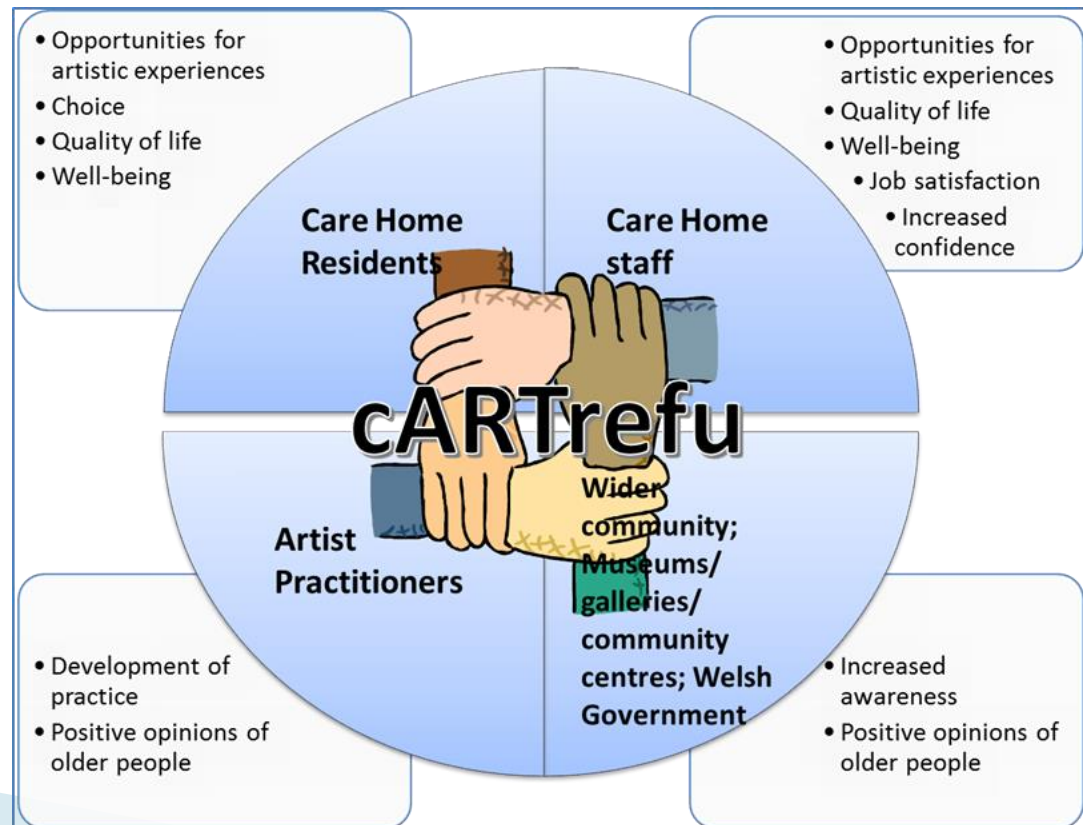 • Opportunities for
artistic experiences
• Choice
• Quality of life
• Well-being
• Opportunities for
artistic experiences
• Quality of life
• Well-being
• Job satisfaction
• Increased
confidence
Care Home
Residents
Care Home
staff
cARTrefu
Artist
Practitioners
Wider
community;
Museums/
galleries/
community
centres; Welsh
Government
• Development of
practice
• Positive opinions of
older people
• Increased
awareness
• Positive opinions of
older people